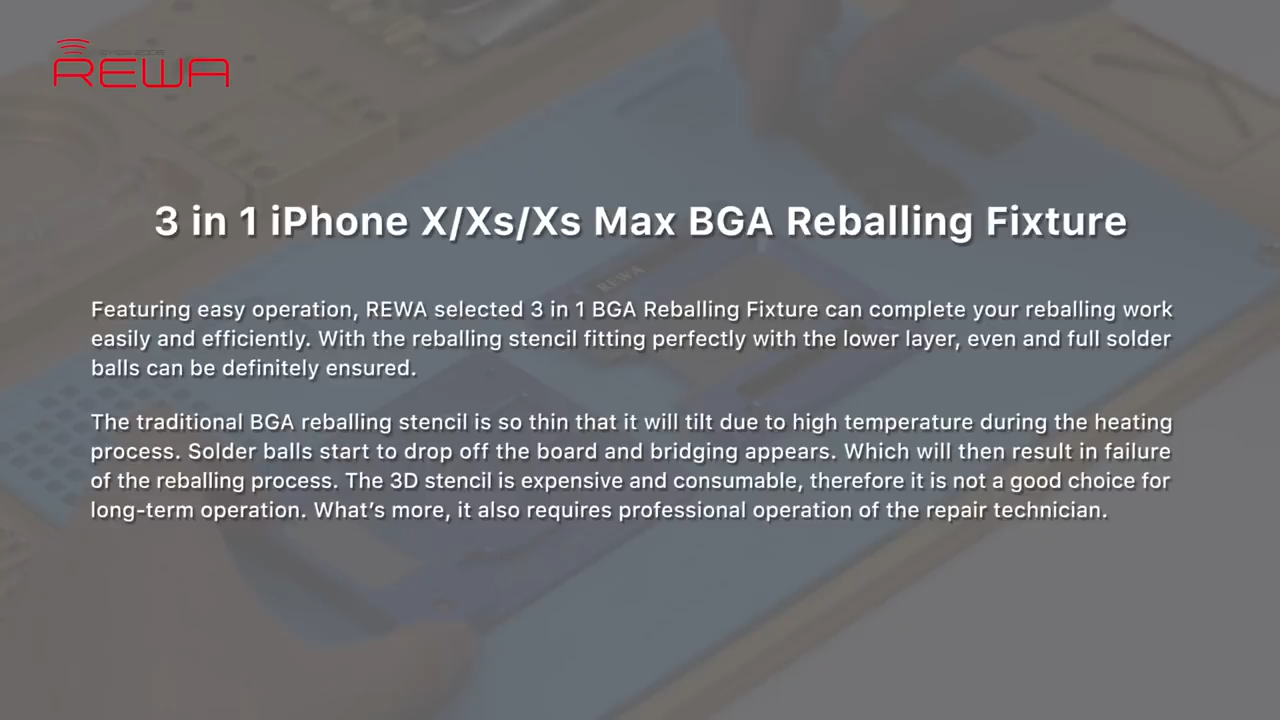 REWA
3 in 1 iPhone X/Xs/Xs Max BGA Reballing Fixture
REWA
Featuring easy operation, REWA selected 3 in 1 BGA Reballing Fixture can complete your reballing work
easily and efficiently. With the reballing stencil fitting perfectly with the lower layer, even and full solder
balls can be definitely ensured.
The traditional BGA reballing stencil is so thin that it will tilt due to high temperature during the heating
process. Solder balls start to drop off the board and bridging appears. Which will then result in failure
of the reballing process. The 3D stencil is expensive and consumable, therefore it is not a good choice for
long-term operation. What’s more, it also requires professional operation of the repair technician.